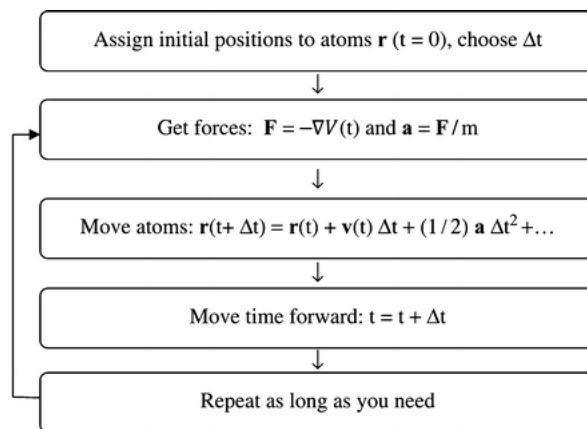 Assign initial positions to atoms r (t = 0), choose Δt
↓
Get forces: F = −∇V(t) and a = F/m
↓
Move atoms: r(t+ Δt) = r(t) + v(t) Δt + (1/2) a Δt² +…
↓
Move time forward: t = t + Δt
↓
Repeat as long as you need